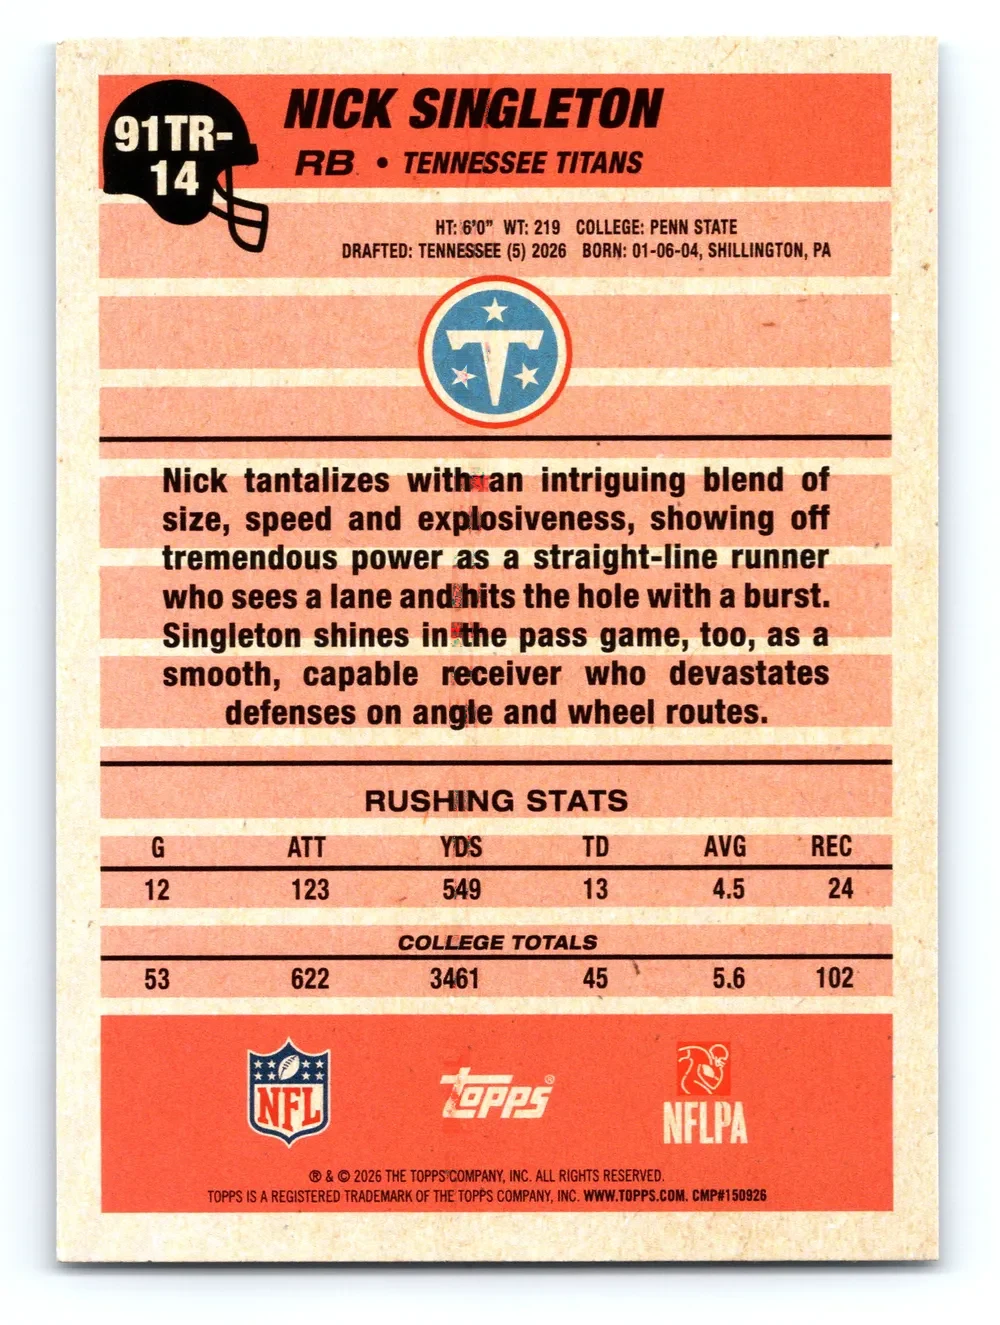 91TR-
14
NICK SINGLETON
RB • TENNESSEE TITANS
HT: 6'0" WT: 219 COLLEGE: PENN STATE
DRAFTED: TENNESSEE (5) 2026 BORN: 01-06-04, SHILLINGTON, PA
T
Nick tantalizes with an intriguing blend of
size, speed and explosiveness, showing off
tremendous power as a straight-line runner
who sees a lane and hits the hole with a burst.
Singleton shines in the pass game, too, as a
smooth, capable receiver who devastates
defenses on angle and wheel routes.
RUSHING STATS
G ATT YDS TD AVG REC
12 123 549 13 4.5 24
COLLEGE TOTALS
53 622 3461 45 5.6 102
NFL
TOPPS®
NFLPA
® & © 2026 THE TOPPS COMPANY, INC. ALL RIGHTS RESERVED.
TOPPS IS A REGISTERED TRADEMARK OF THE TOPPS COMPANY, INC. WWW.TOPPS.COM. CMP#150926